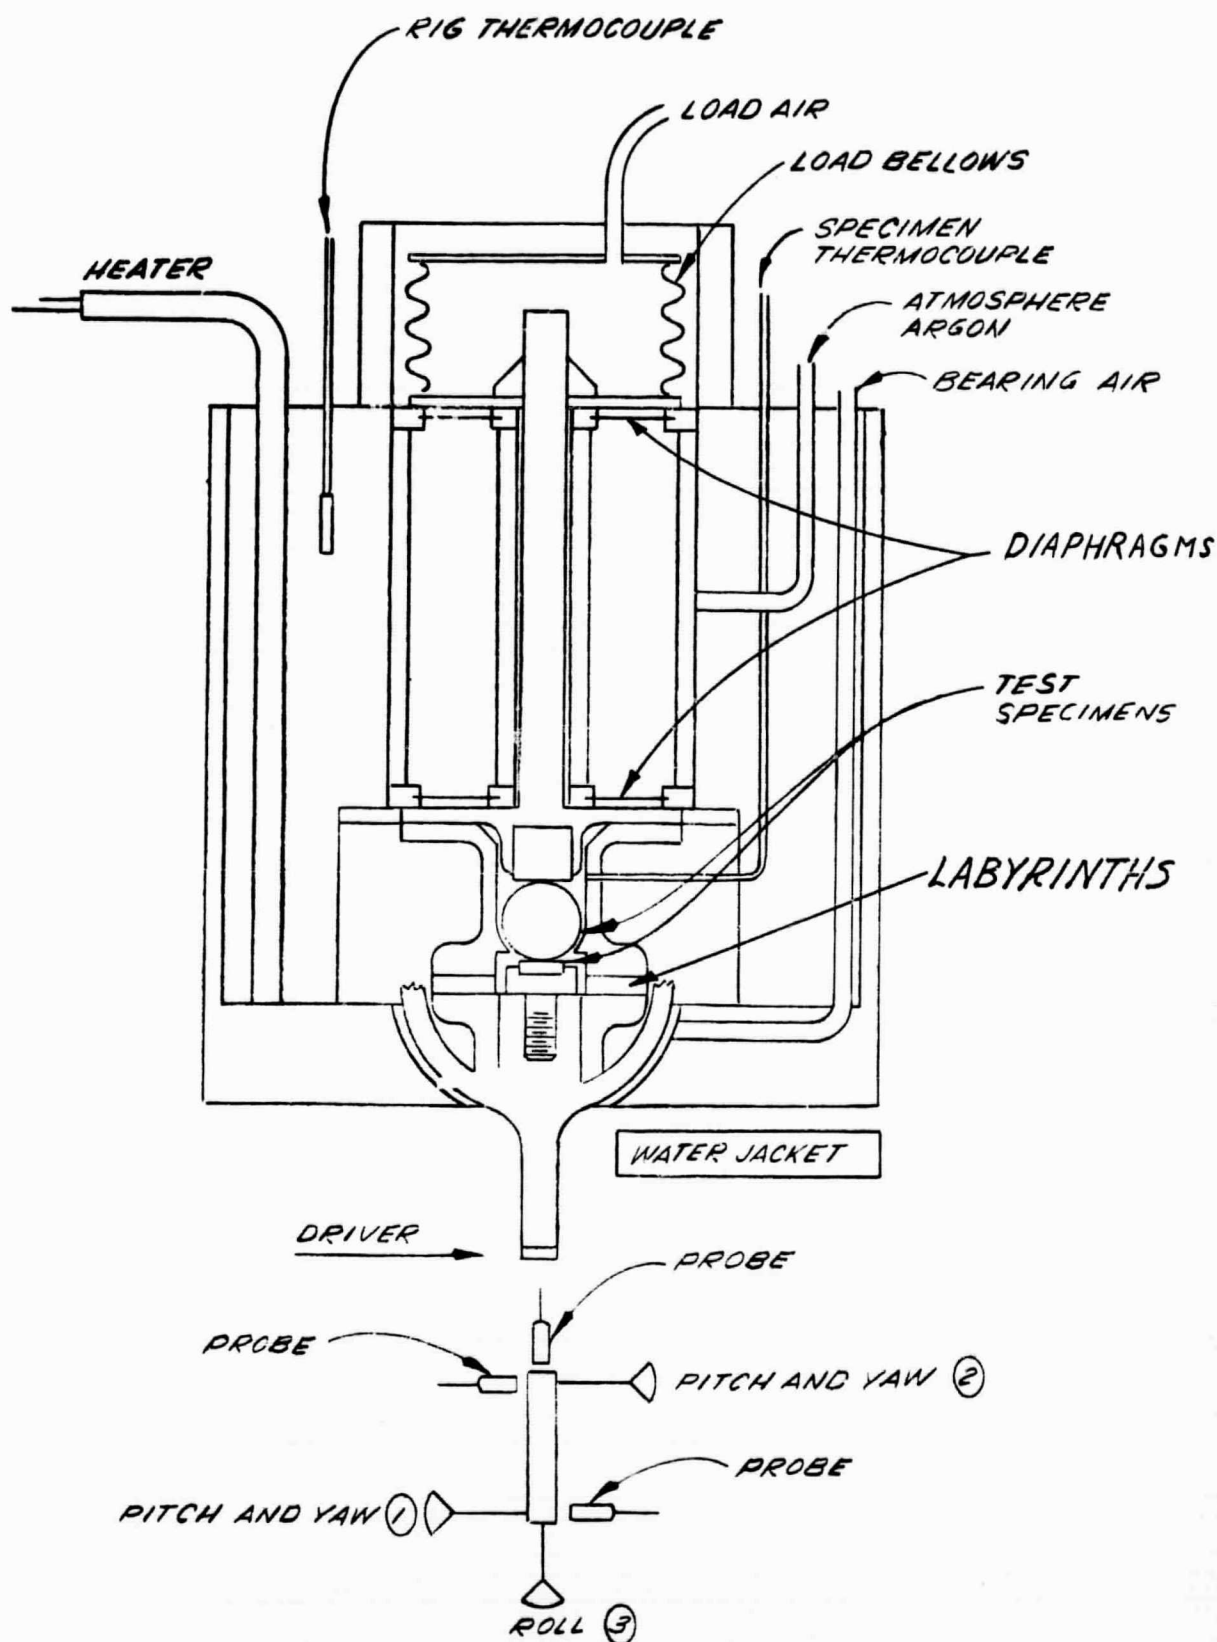 RIG THERMOCOUPLE
LOAD AIR
LOAD BELLOWS
SPECIMEN
THERMOCOUPLE
HEATER
ATMOSPHERE
ARGON
BEARING AIR
DIAPHRAGMS
TEST
SPECIMENS
LABYRINTHS
WATER JACKET
DRIVER
PROBE
PROBE
PITCH AND YAW 2
PROBE
PITCH AND YAW 1
ROLL 3